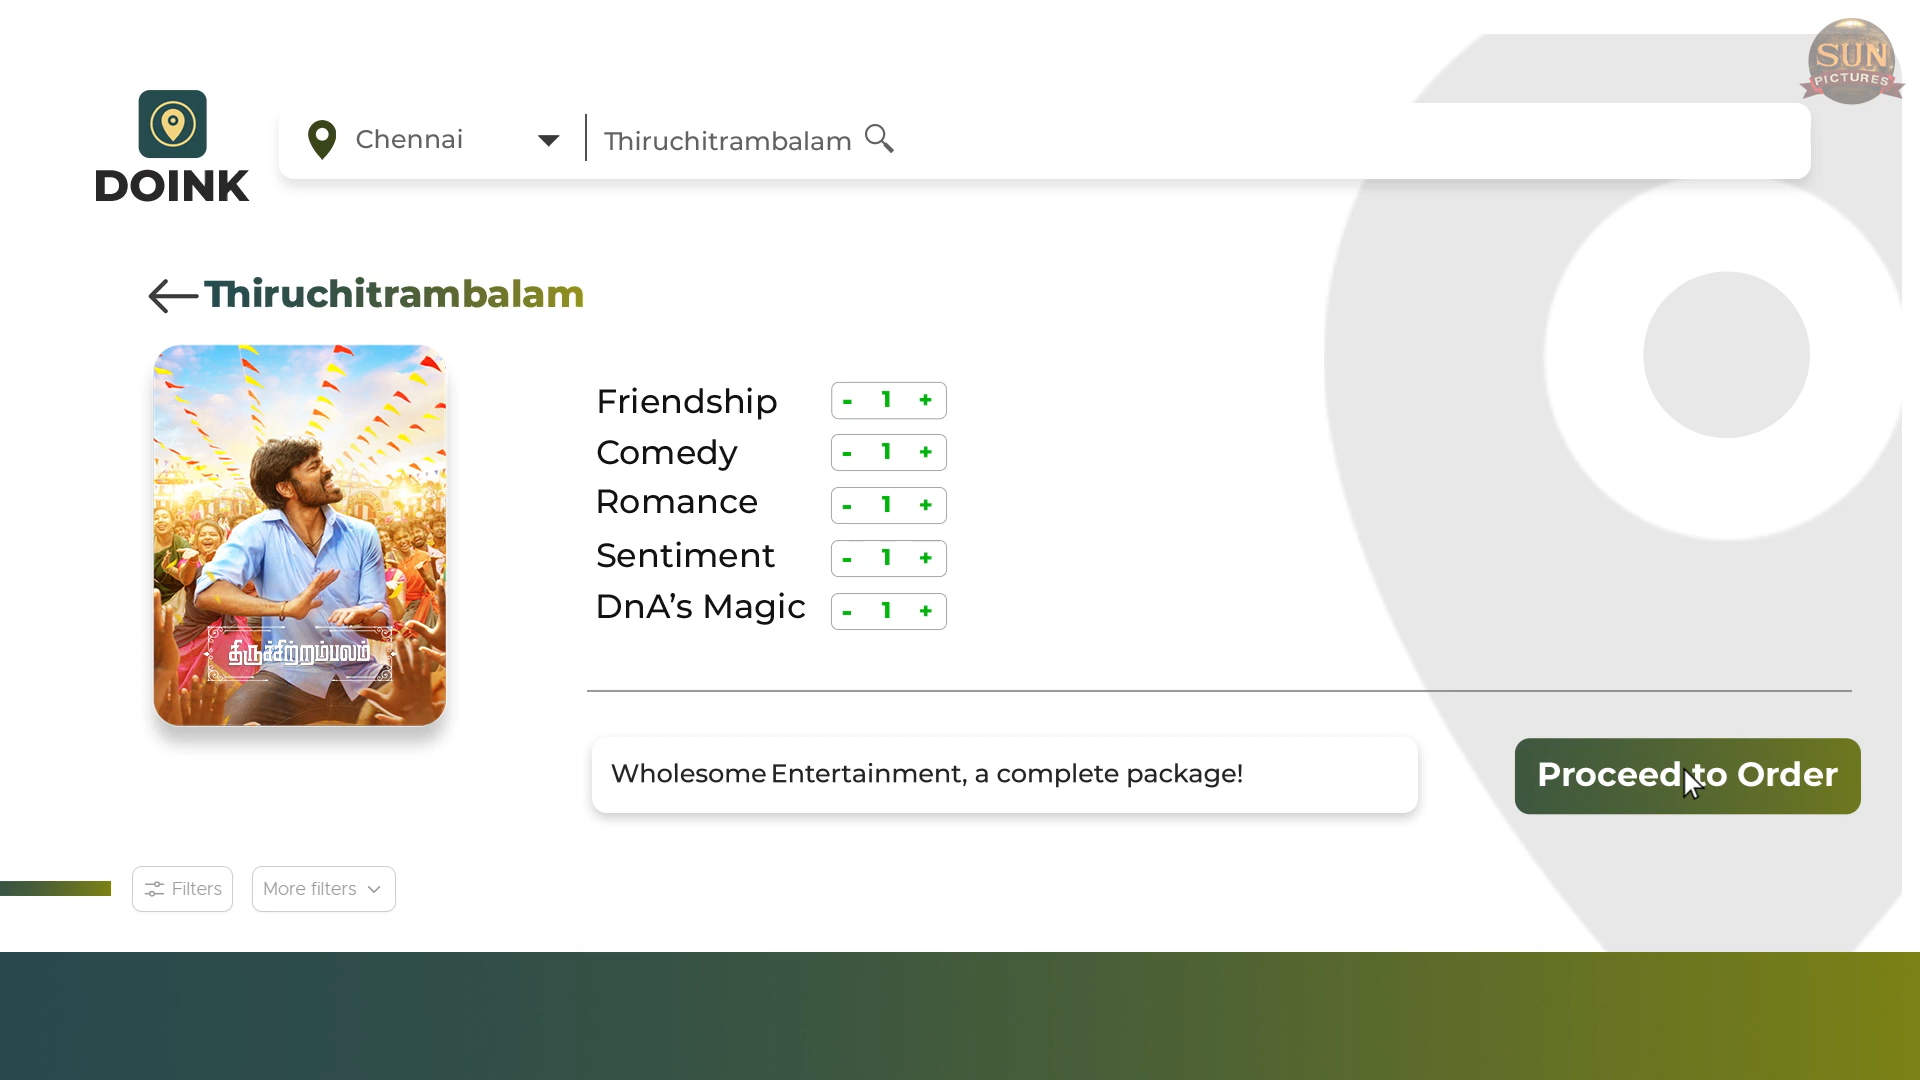 SUN
PICTURES
DOINK
Chennai
Thiruchitrambalam
Thiruchitrambalam
Friendship - 1 +
Comedy - 1 +
Romance - 1 +
Sentiment - 1 +
DnA’s Magic - 1 +
திருச்சிற்றம்பலம்
Wholesome Entertainment, a complete package!
Proceed to Order
Filters
More filters